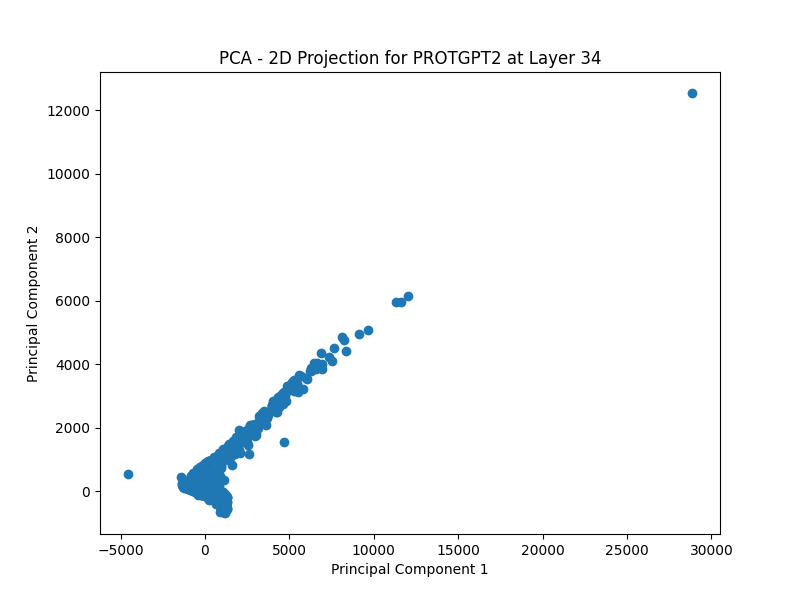 PCA - 2D Projection for PROTGPT2 at Layer 34
12000
10000
8000
6000
4000
2000
0
Principal Component 2
−5000 0 5000 10000 15000 20000 25000 30000
Principal Component 1